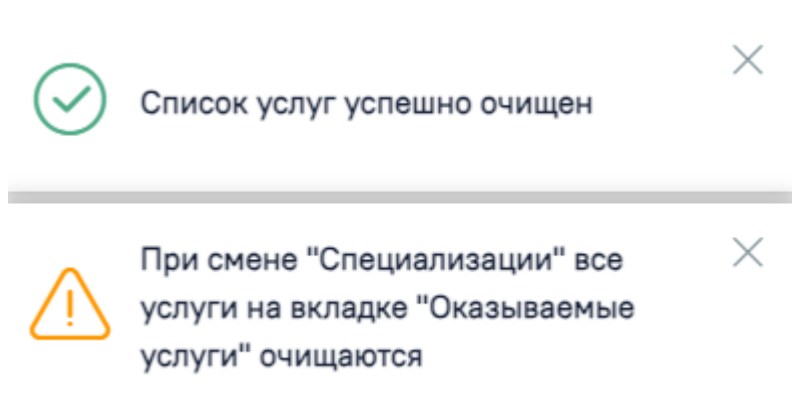 Список услуг успешно очищен
При смене "Специализации" все
услуги на вкладке "Оказываемые
услуги" очищаются